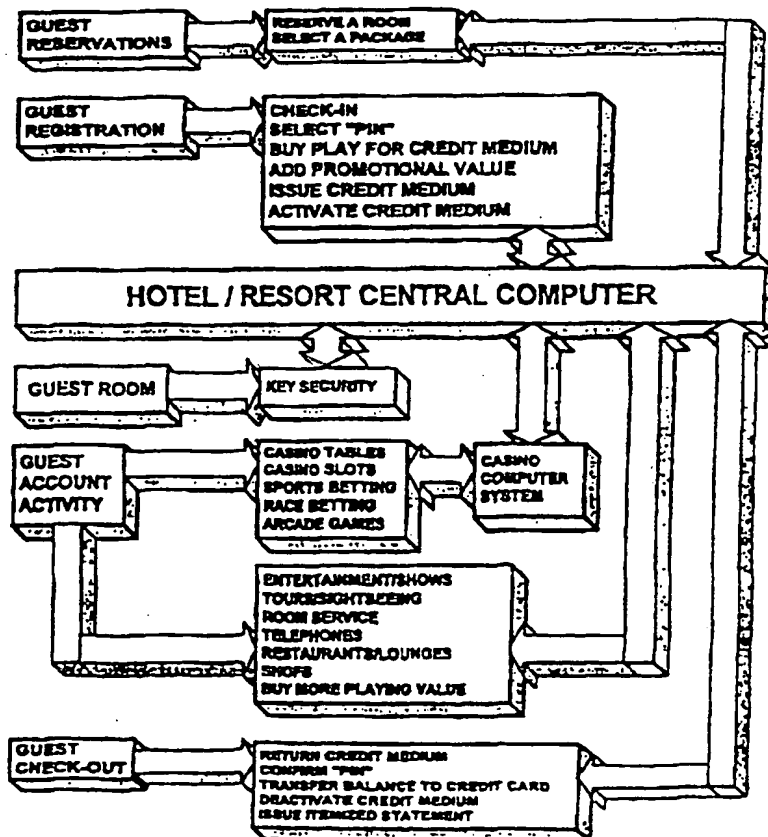 GUEST
RESERVATIONS
RESERVE A ROOM
SELECT A PACKAGE
GUEST
REGISTRATION
CHECK-IN
SELECT "PIN"
BUY PLAY FOR CREDIT MEDIUM
ADD PROMOTIONAL VALUE
ISSUE CREDIT MEDIUM
ACTIVATE CREDIT MEDIUM
HOTEL / RESORT CENTRAL COMPUTER
GUEST ROOM
KEY SECURITY
GUEST
ACCOUNT
ACTIVITY
CASINO TABLES
CASINO SLOTS
SPORTS BETTING
RACE BETTING
ARCADE GAMES
CASINO
COMPUTER
SYSTEM
ENTERTAINMENT/SHOWS
TOURS/SIGHTSEEING
ROOM SERVICE
TELEPHONES
RESTAURANTS/LOUNGES
SHOPS
BUY MORE PLAYING VALUE
GUEST
CHECK-OUT
RETURN CREDIT MEDIUM
CONFIRM "PIN"
TRANSFER BALANCE TO CREDIT CARD
DEACTIVATE CREDIT MEDIUM
ISSUE ITEMIZED STATEMENT